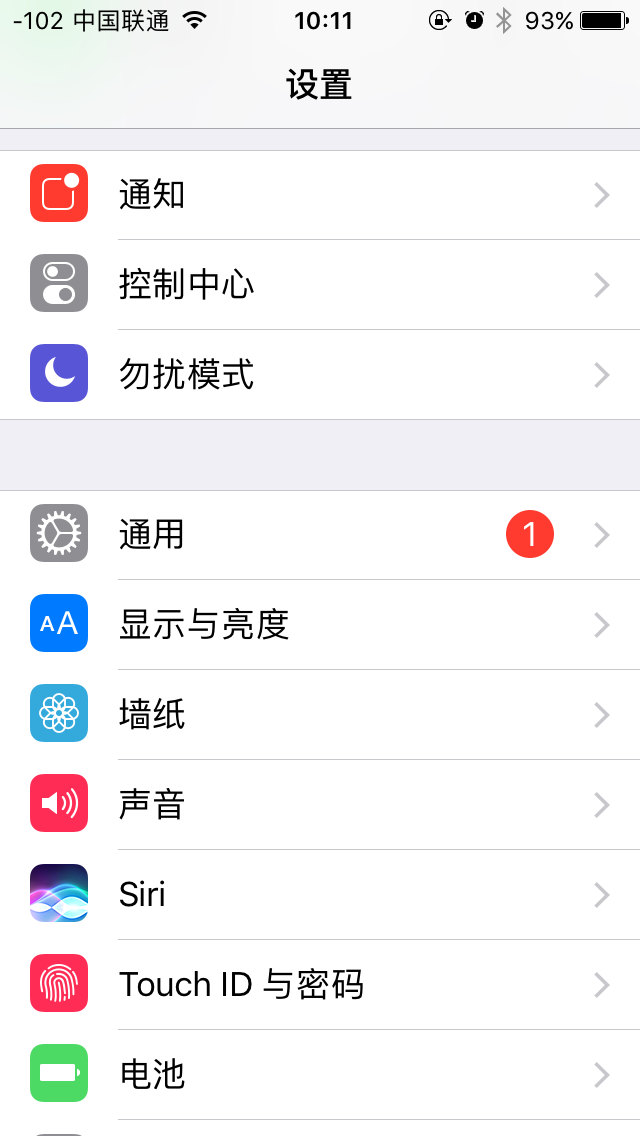 -102 中国联通 10:11 93%
设置
通知
控制中心
勿扰模式
通用 1
AA 显示与亮度
墙纸
声音
Siri
Touch ID 与密码
电池